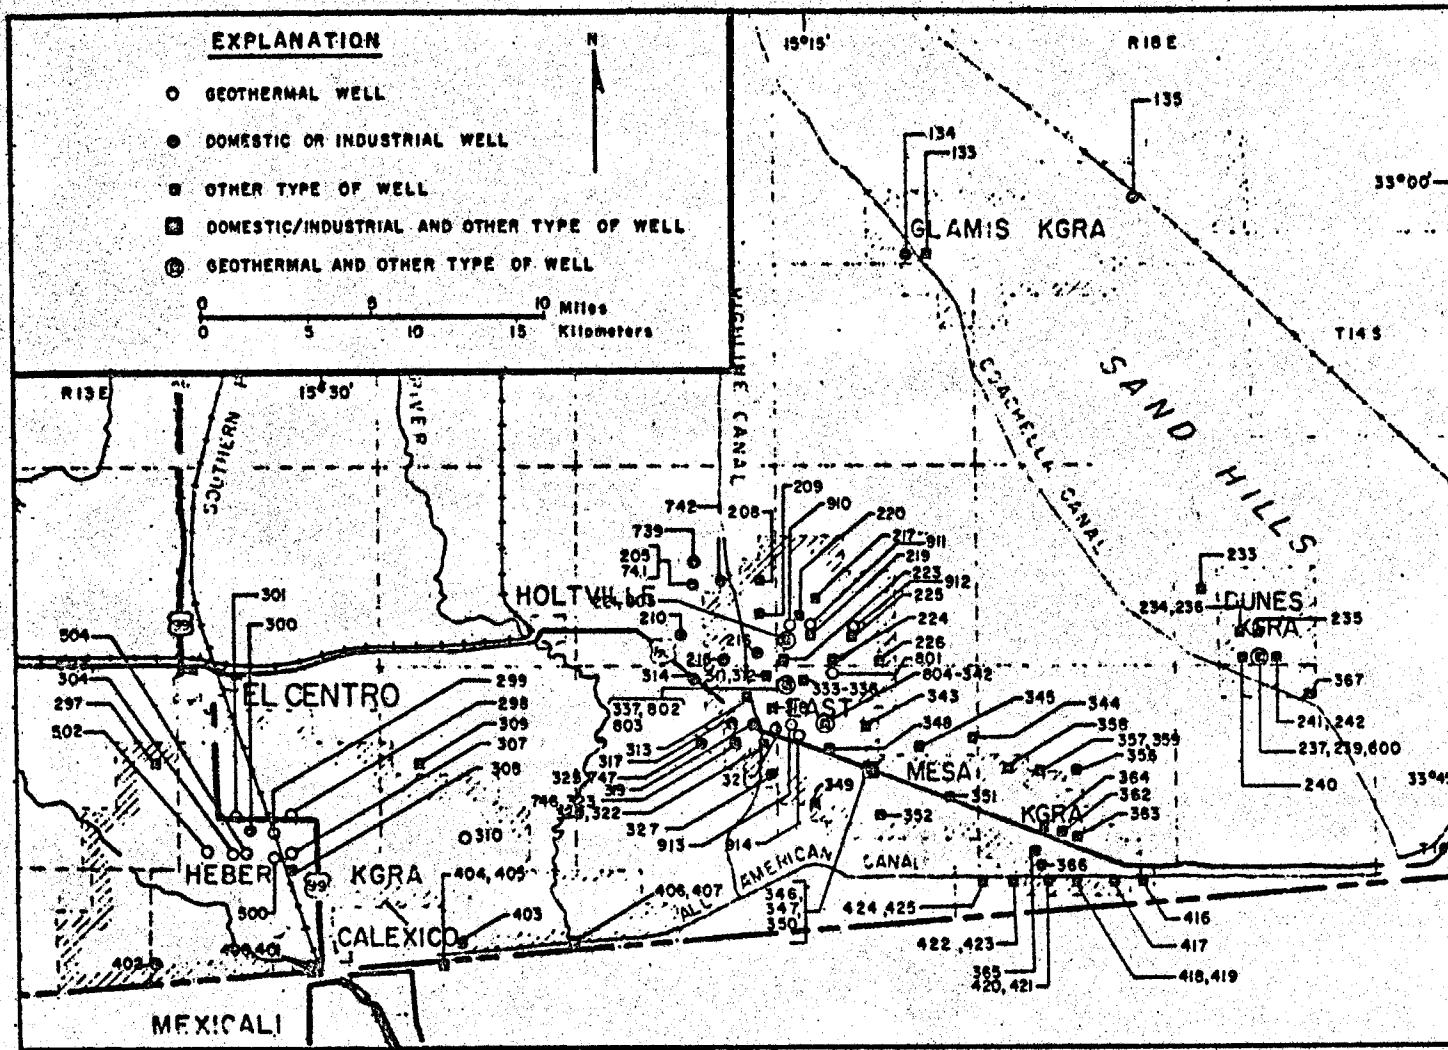 EXPLANATION
N
GEOTHERMAL WELL
DOMESTIC OR INDUSTRIAL WELL
OTHER TYPE OF WELL
DOMESTIC/INDUSTRIAL AND OTHER TYPE OF WELL
GEOTHERMAL AND OTHER TYPE OF WELL
0 5 10 Miles
0 5 10 15 Kilometers
15°15'
R18E
135
134
133
33°00'
GLAMIS KGRA
T14S
SAND HILLS
COACHELLA CANAL
CANAL
R13E
15°30'
SOUTHERN
RIVER
209
910
742
208
220
739
217
911
205
741
219
223
912
225
233
HOLTVILLE
301
210
224
234,236
DUNES
KGRA
235
504
300
226
216
801
314
333-336
804-342
367
304
EL CENTRO
299
337,802
803
EAST
343
345
344
241,242
297
298
348
358
309
313
357,359
237,239,600
502
307
317
356
MESA
364
240
349
351
362
352
KGRA
363
310
327
913
914
AMERICAN
CANAL
366
HEBER
KGRA
404,405
ALL
500
406,407
346
347
350
424,425
416
403
CALEXICO
422,423
417
402
365
420,421
418,419
MEXICALI
99